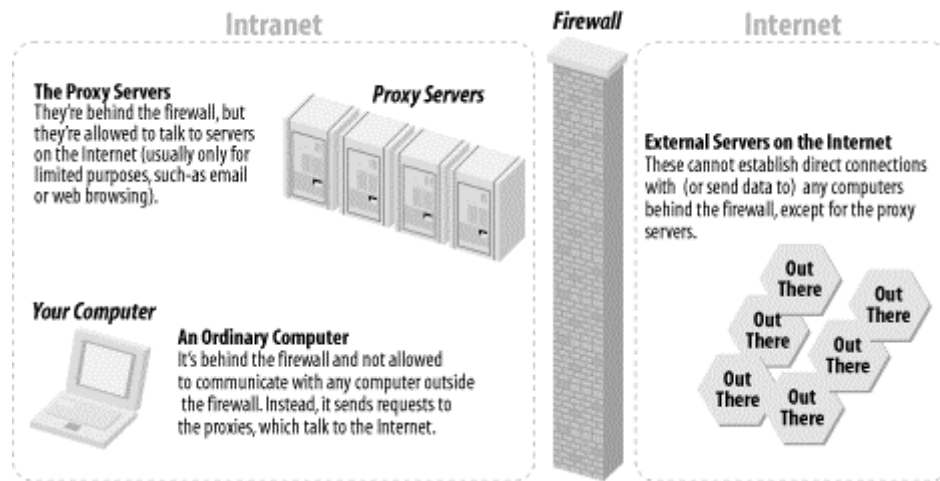 Intranet
Firewall
Internet
The Proxy Servers
They're behind the firewall, but
they're allowed to talk to servers
on the Internet (usually only for
limited purposes, such-as email
or web browsing).
Proxy Servers
External Servers on the Internet
These cannot establish direct connections
with (or send data to) any computers
behind the firewall, except for the proxy
servers.
Your Computer
An Ordinary Computer
It's behind the firewall and not allowed
to communicate with any computer outside
the firewall. Instead, it sends requests to
the proxies, which talk to the Internet.
Out
There
Out
There
Out
There
Out
There
Out
There
Out
There